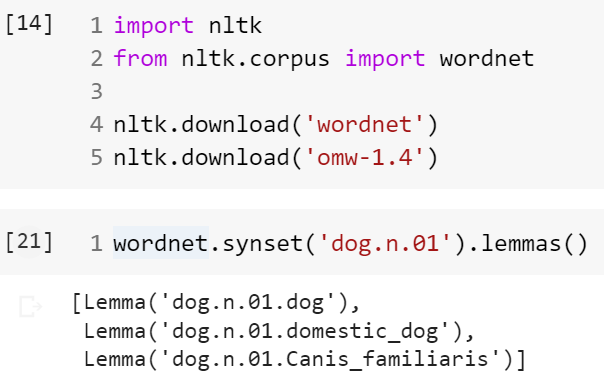 [14] 1 import nltk
2 from nltk.corpus import wordnet
3
4 nltk.download('wordnet')
5 nltk.download('omw-1.4')
[21] 1 wordnet.synset('dog.n.01').lemmas()
[Lemma('dog.n.01.dog'),
Lemma('dog.n.01.domestic_dog'),
Lemma('dog.n.01.Canis_familiaris')]